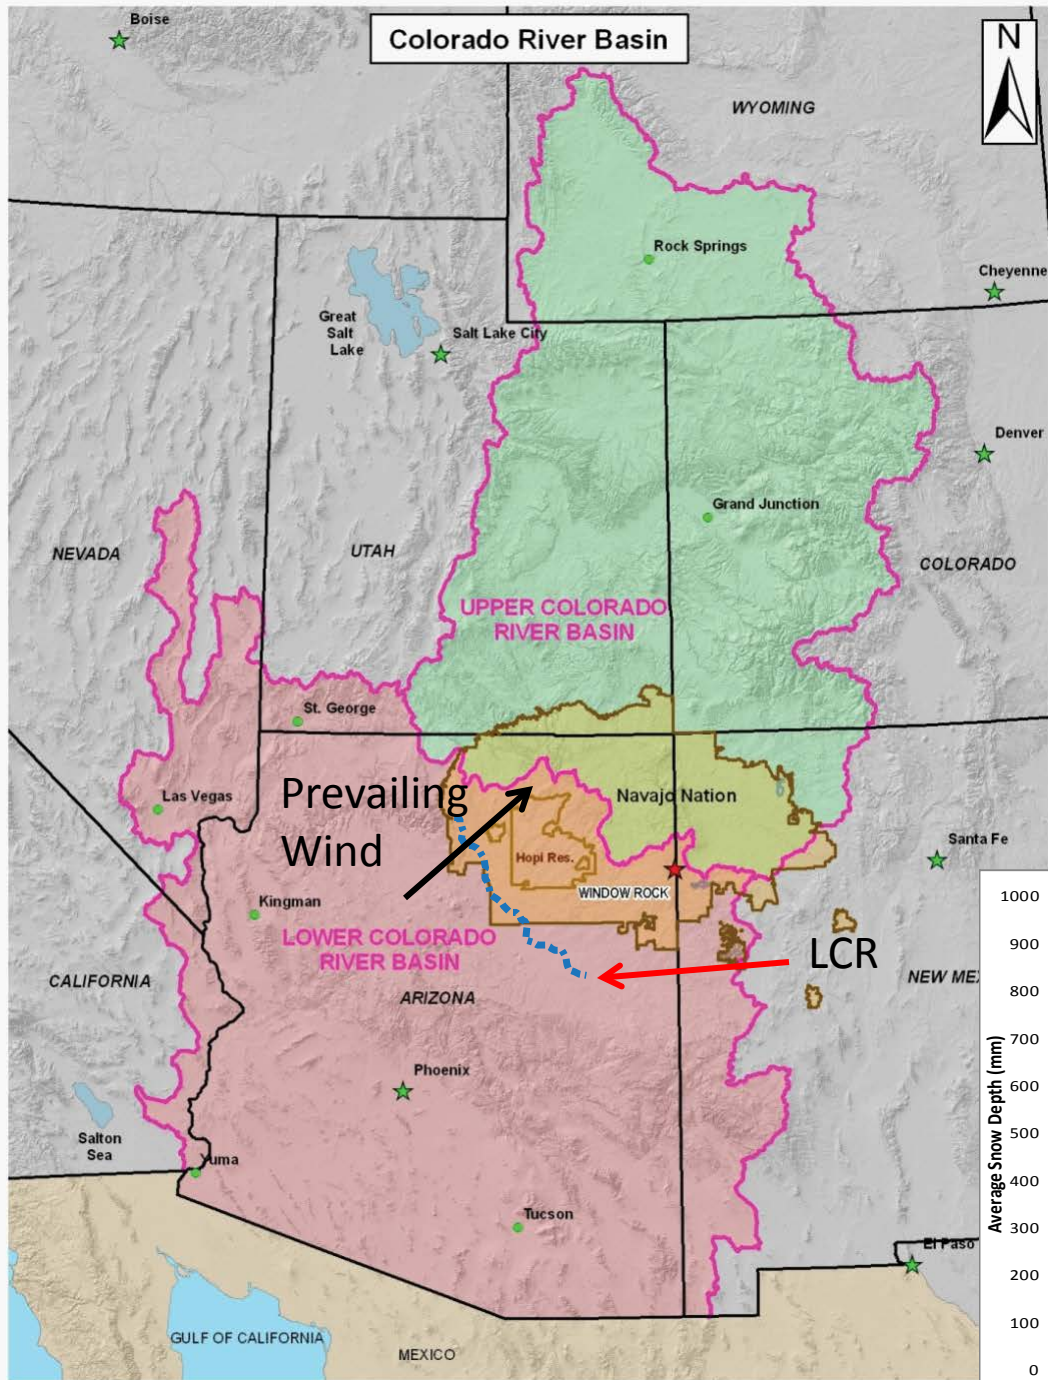 Boise
Colorado River Basin
N
WYOMING
Rock Springs
Cheyenne
Great
Salt
Lake
Salt Lake City
Denver
Grand Junction
NEVADA
UTAH
COLORADO
UPPER COLORADO
RIVER BASIN
St. George
Las Vegas
Prevailing
Wind
Navajo Nation
Hopi Res.
Santa Fe
WINDOW ROCK
Kingman
LOWER COLORADO
RIVER BASIN
LCR
CALIFORNIA
ARIZONA
NEW ME
Phoenix
Salton
Sea
Yuma
Tucson
El Paso
GULF OF CALIFORNIA
MEXICO
Average Snow Depth (mm)
1000
900
800
700
600
500
400
300
200
100
0